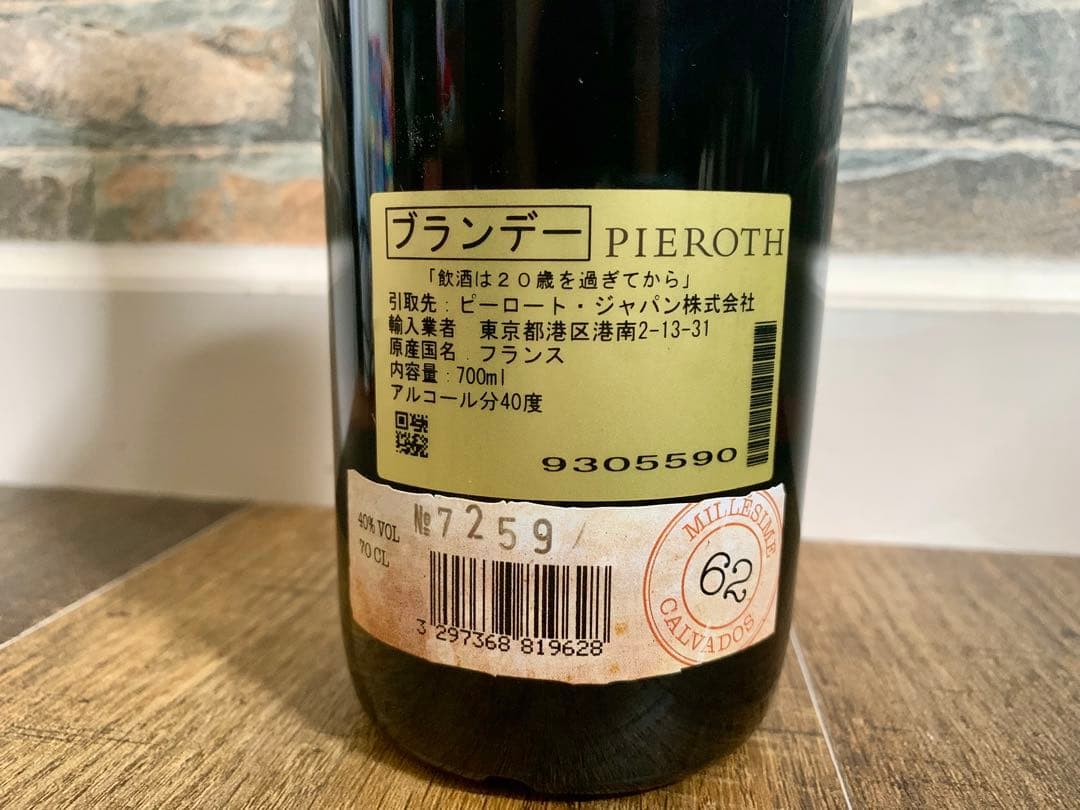 ブランデー PIEROTH
「飲酒は20歳を過ぎてから」
引取先：ピーロート・ジャパン株式会社
輸入業者 東京都港区港南2-13-31
原産国名：フランス
内容量：700ml
アルコール分40度
9305590
40% VOL
70 CL
№7259/
3 297368 819628
MILLESIME
62
CALVADOS